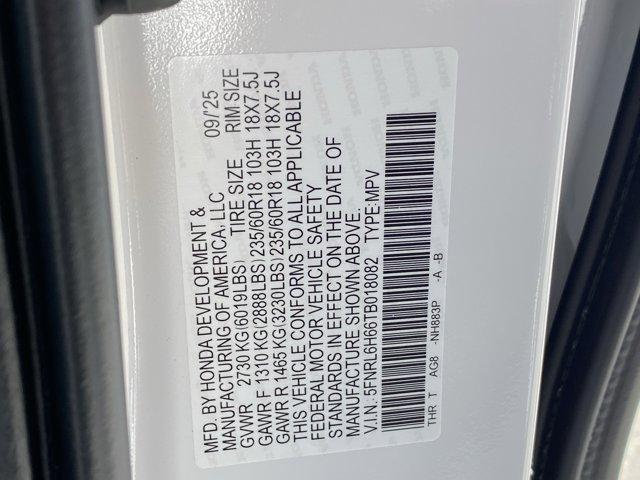 MFD. BY HONDA DEVELOPMENT & 09/25
MANUFACTURING OF AMERICA, LLC
GVWR 2730 KG(6019LBS) TIRE SIZE RIM SIZE
GAWR F 1310 KG(2888LBS) 235/60R18 103H 18X7.5J
GAWR R 1465 KG(3230LBS) 235/60R18 103H 18X7.5J
THIS VEHICLE CONFORMS TO ALL APPLICABLE
FEDERAL MOTOR VEHICLE SAFETY
STANDARDS IN EFFECT ON THE DATE OF
MANUFACTURE SHOWN ABOVE.
V.I.N.: 5FNRL6H66TB018082 TYPE:MPV
THR T AG8 -NH883P -A -B